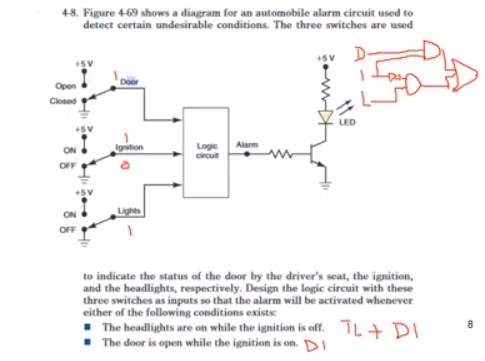 4-8. Figure 4-69 shows a diagram for an automobile alarm circuit used to
detect certain undesirable conditions. The three switches are used
+5 V
Open
Closed
1
Door
+5 V
ON
OFF
1
Ignition
0
+5 V
ON
OFF
Lights
1
Logic
circuit
Alarm
+5 V
LED
D
I
L
to indicate the status of the door by the driver's seat, the ignition,
and the headlights, respectively. Design the logic circuit with these
three switches as inputs so that the alarm will be activated whenever
either of the following conditions exists:
■ The headlights are on while the ignition is off. I̅L + DI
■ The door is open while the ignition is on. DI
8